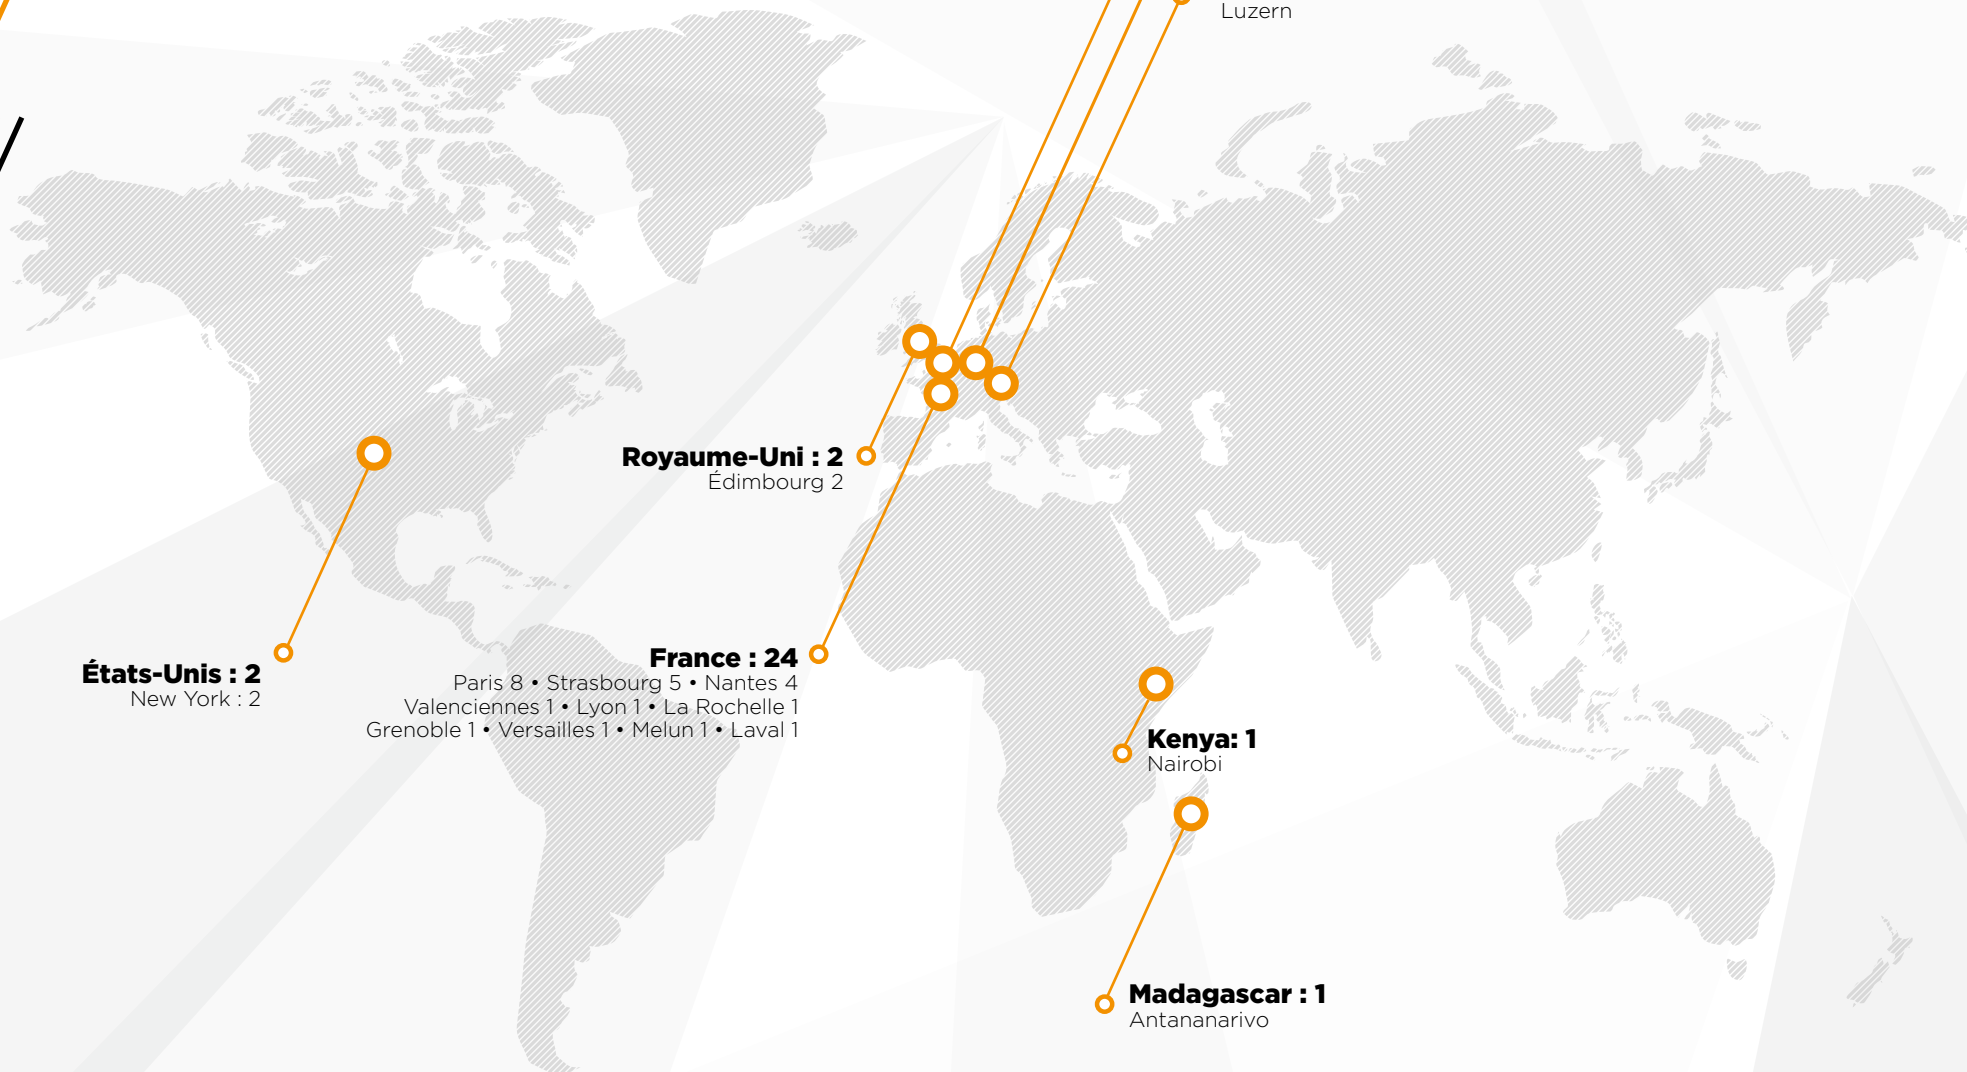 Luzern
Royaume-Uni : 2
Édimbourg 2
États-Unis : 2
New York : 2
France : 24
Paris 8 • Strasbourg 5 • Nantes 4
Valenciennes 1 • Lyon 1 • La Rochelle 1
Grenoble 1 • Versailles 1 • Melun 1 • Laval 1
Kenya: 1
Nairobi
Madagascar : 1
Antananarivo